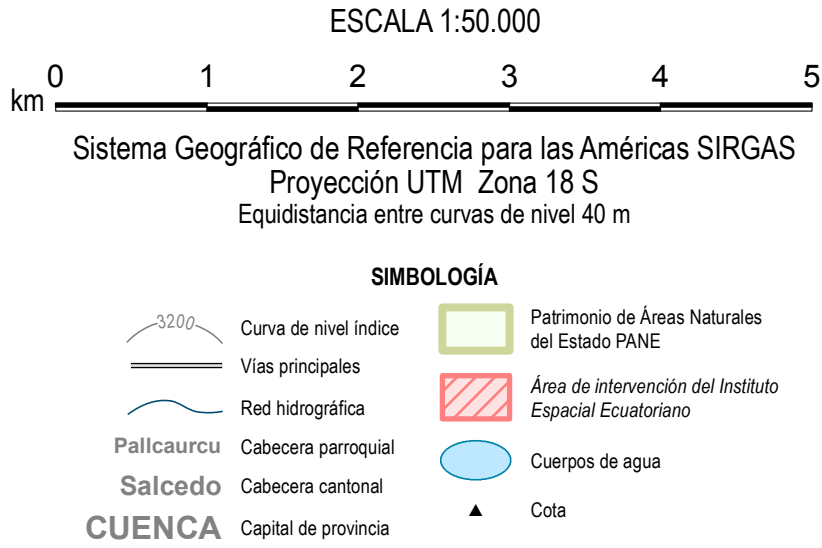 ESCALA 1:50.000
0 1 2 3 4 5
km
Sistema Geográfico de Referencia para las Américas SIRGAS
Proyección UTM Zona 18 S
Equidistancia entre curvas de nivel 40 m
SIMBOLOGÍA
3200 Curva de nivel índice
Vías principales
Red hidrográfica
Pallcaurcu Cabecera parroquial
Salcedo Cabecera cantonal
CUENCA Capital de provincia
Patrimonio de Áreas Naturales
del Estado PANE
Área de intervención del Instituto
Espacial Ecuatoriano
Cuerpos de agua
Cota